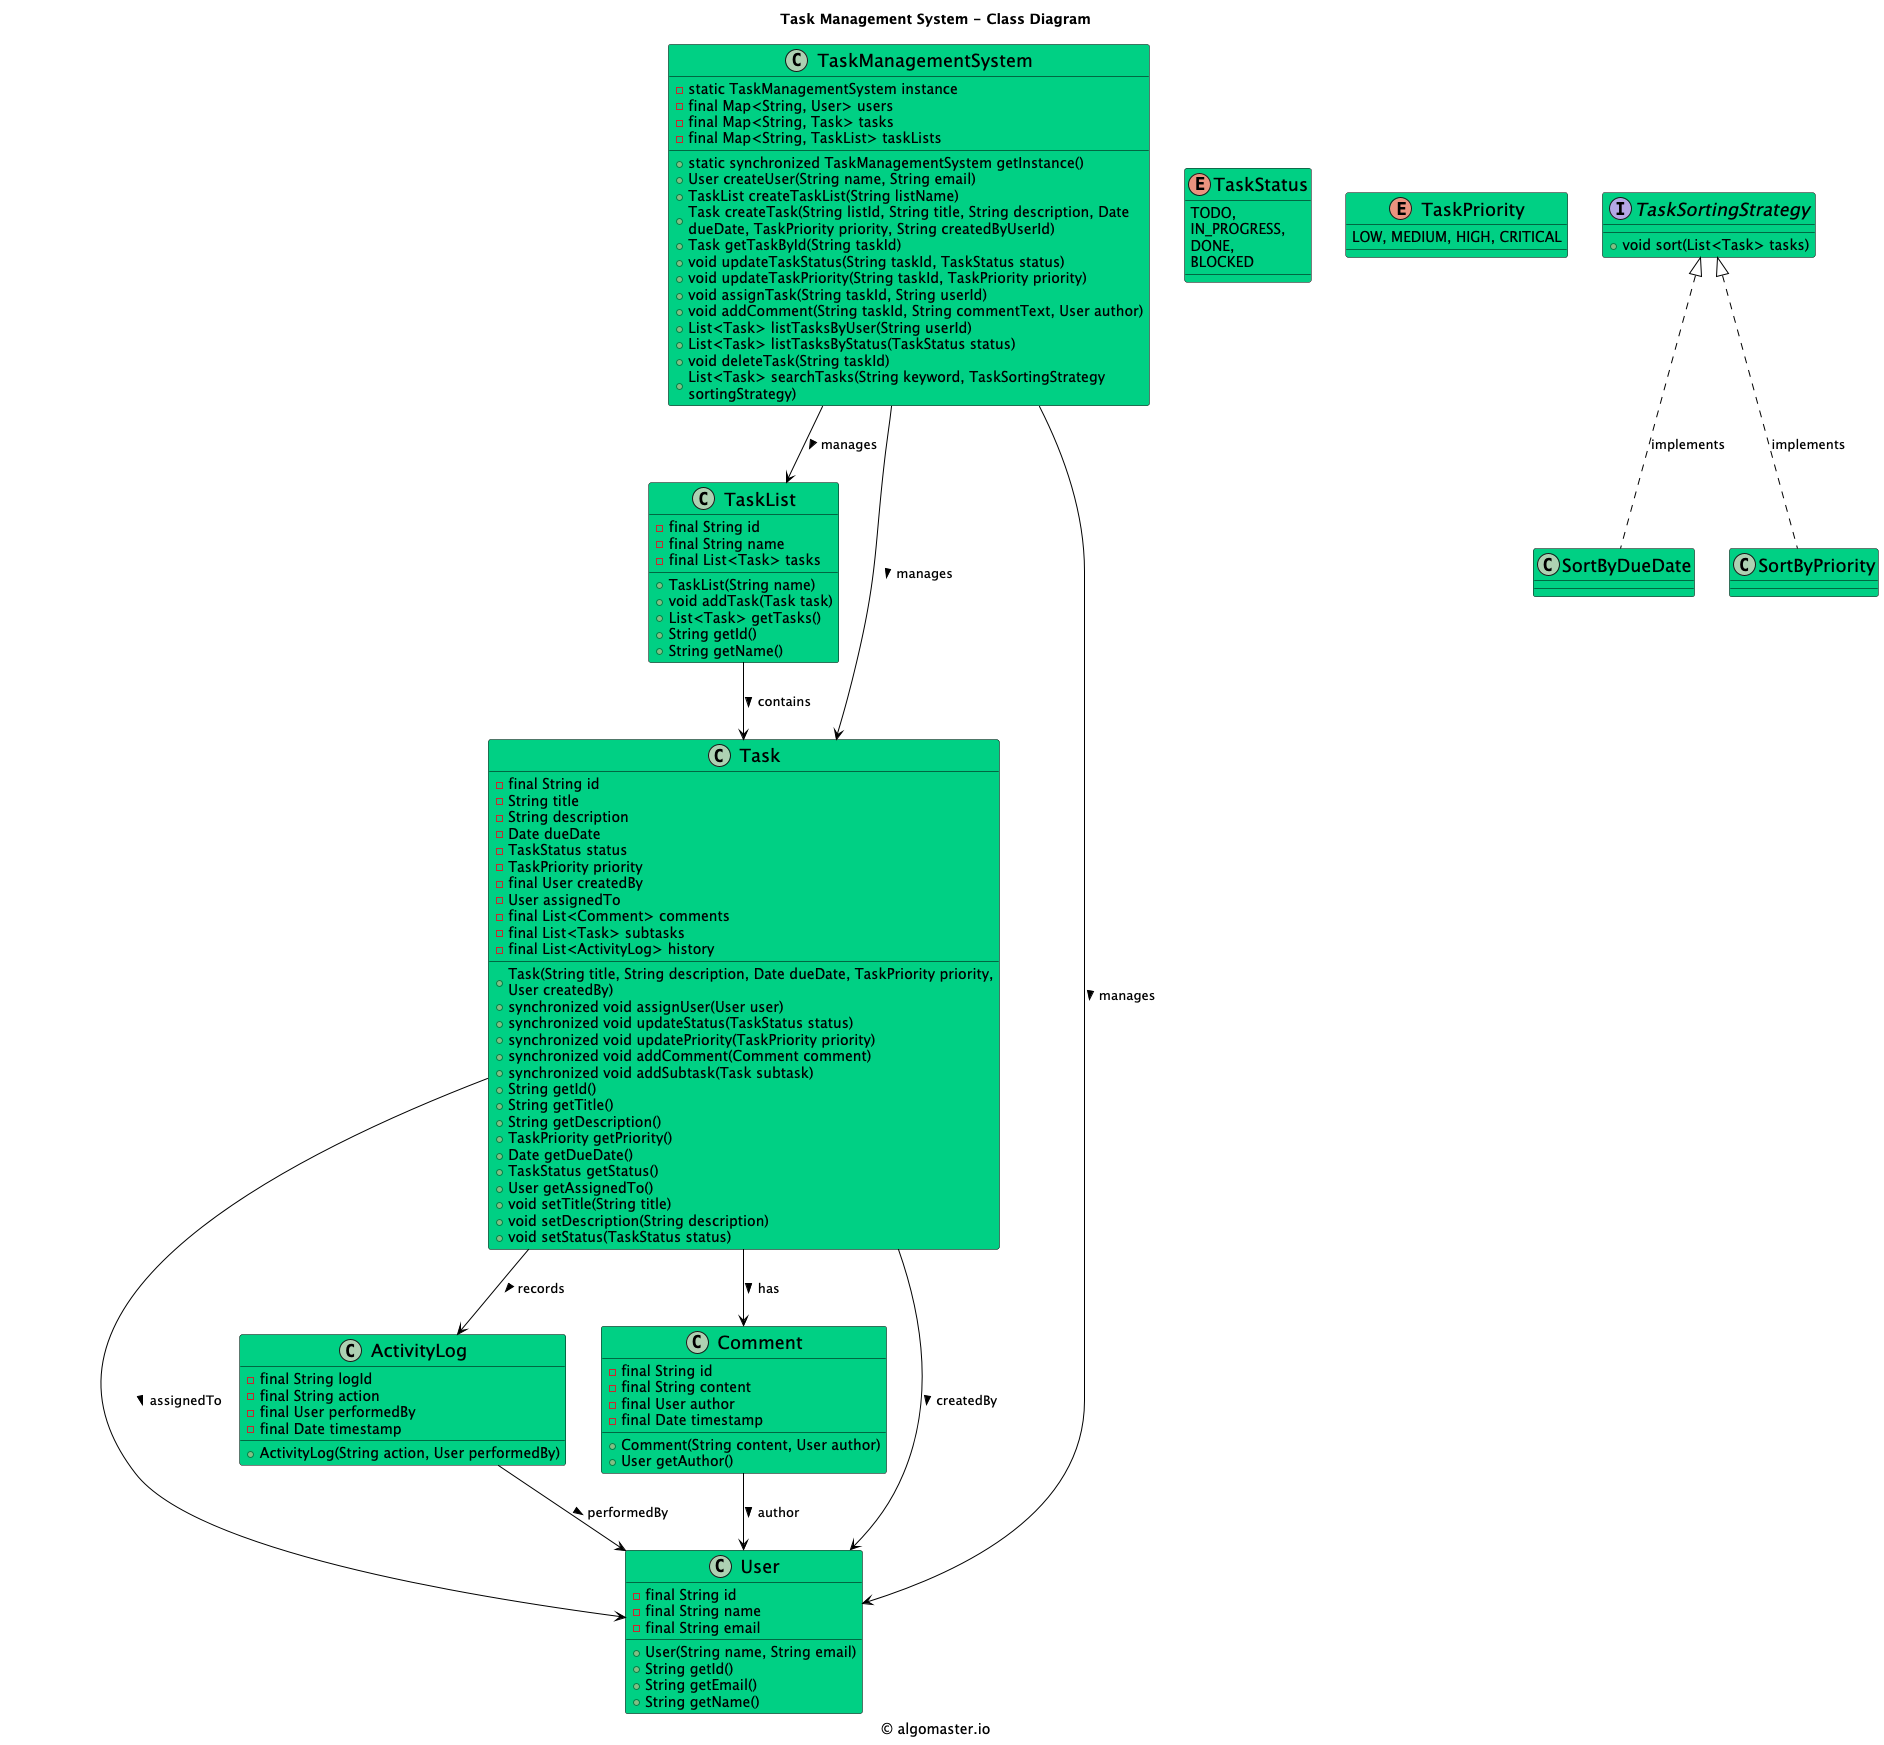 Task Management System - Class Diagram
C TaskManagementSystem
static TaskManagementSystem instance
final Map<String, User> users
final Map<String, Task> tasks
final Map<String, TaskList> taskLists
static synchronized TaskManagementSystem getInstance()
User createUser(String name, String email)
TaskList createTaskList(String listName)
Task createTask(String listId, String title, String description, Date
dueDate, TaskPriority priority, String createdByUserId)
Task getTaskById(String taskId)
void updateTaskStatus(String taskId, TaskStatus status)
void updateTaskPriority(String taskId, TaskPriority priority)
void assignTask(String taskId, String userId)
void addComment(String taskId, String commentText, User author)
List<Task> listTasksByUser(String userId)
List<Task> listTasksByStatus(TaskStatus status)
void deleteTask(String taskId)
List<Task> searchTasks(String keyword, TaskSortingStrategy
sortingStrategy)
E TaskStatus
TODO,
IN_PROGRESS,
DONE,
BLOCKED
E TaskPriority
LOW, MEDIUM, HIGH, CRITICAL
I TaskSortingStrategy
void sort(List<Task> tasks)
manages
implements
implements
C TaskList
final String id
final String name
final List<Task> tasks
TaskList(String name)
void addTask(Task task)
List<Task> getTasks()
String getId()
String getName()
manages
C SortByDueDate
C SortByPriority
contains
C Task
final String id
String title
String description
Date dueDate
TaskStatus status
TaskPriority priority
final User createdBy
User assignedTo
final List<Comment> comments
final List<Task> subtasks
final List<ActivityLog> history
Task(String title, String description, Date dueDate, TaskPriority priority,
User createdBy)
synchronized void assignUser(User user)
synchronized void updateStatus(TaskStatus status)
synchronized void updatePriority(TaskPriority priority)
synchronized void addComment(Comment comment)
synchronized void addSubtask(Task subtask)
String getId()
String getTitle()
String getDescription()
TaskPriority getPriority()
Date getDueDate()
TaskStatus getStatus()
User getAssignedTo()
void setTitle(String title)
void setDescription(String description)
void setStatus(TaskStatus status)
manages
records
has
assignedTo
C ActivityLog
final String logId
final String action
final User performedBy
final Date timestamp
ActivityLog(String action, User performedBy)
C Comment
final String id
final String content
final User author
final Date timestamp
Comment(String content, User author)
User getAuthor()
createdBy
performedBy
author
C User
final String id
final String name
final String email
User(String name, String email)
String getId()
String getEmail()
String getName()
© algomaster.io